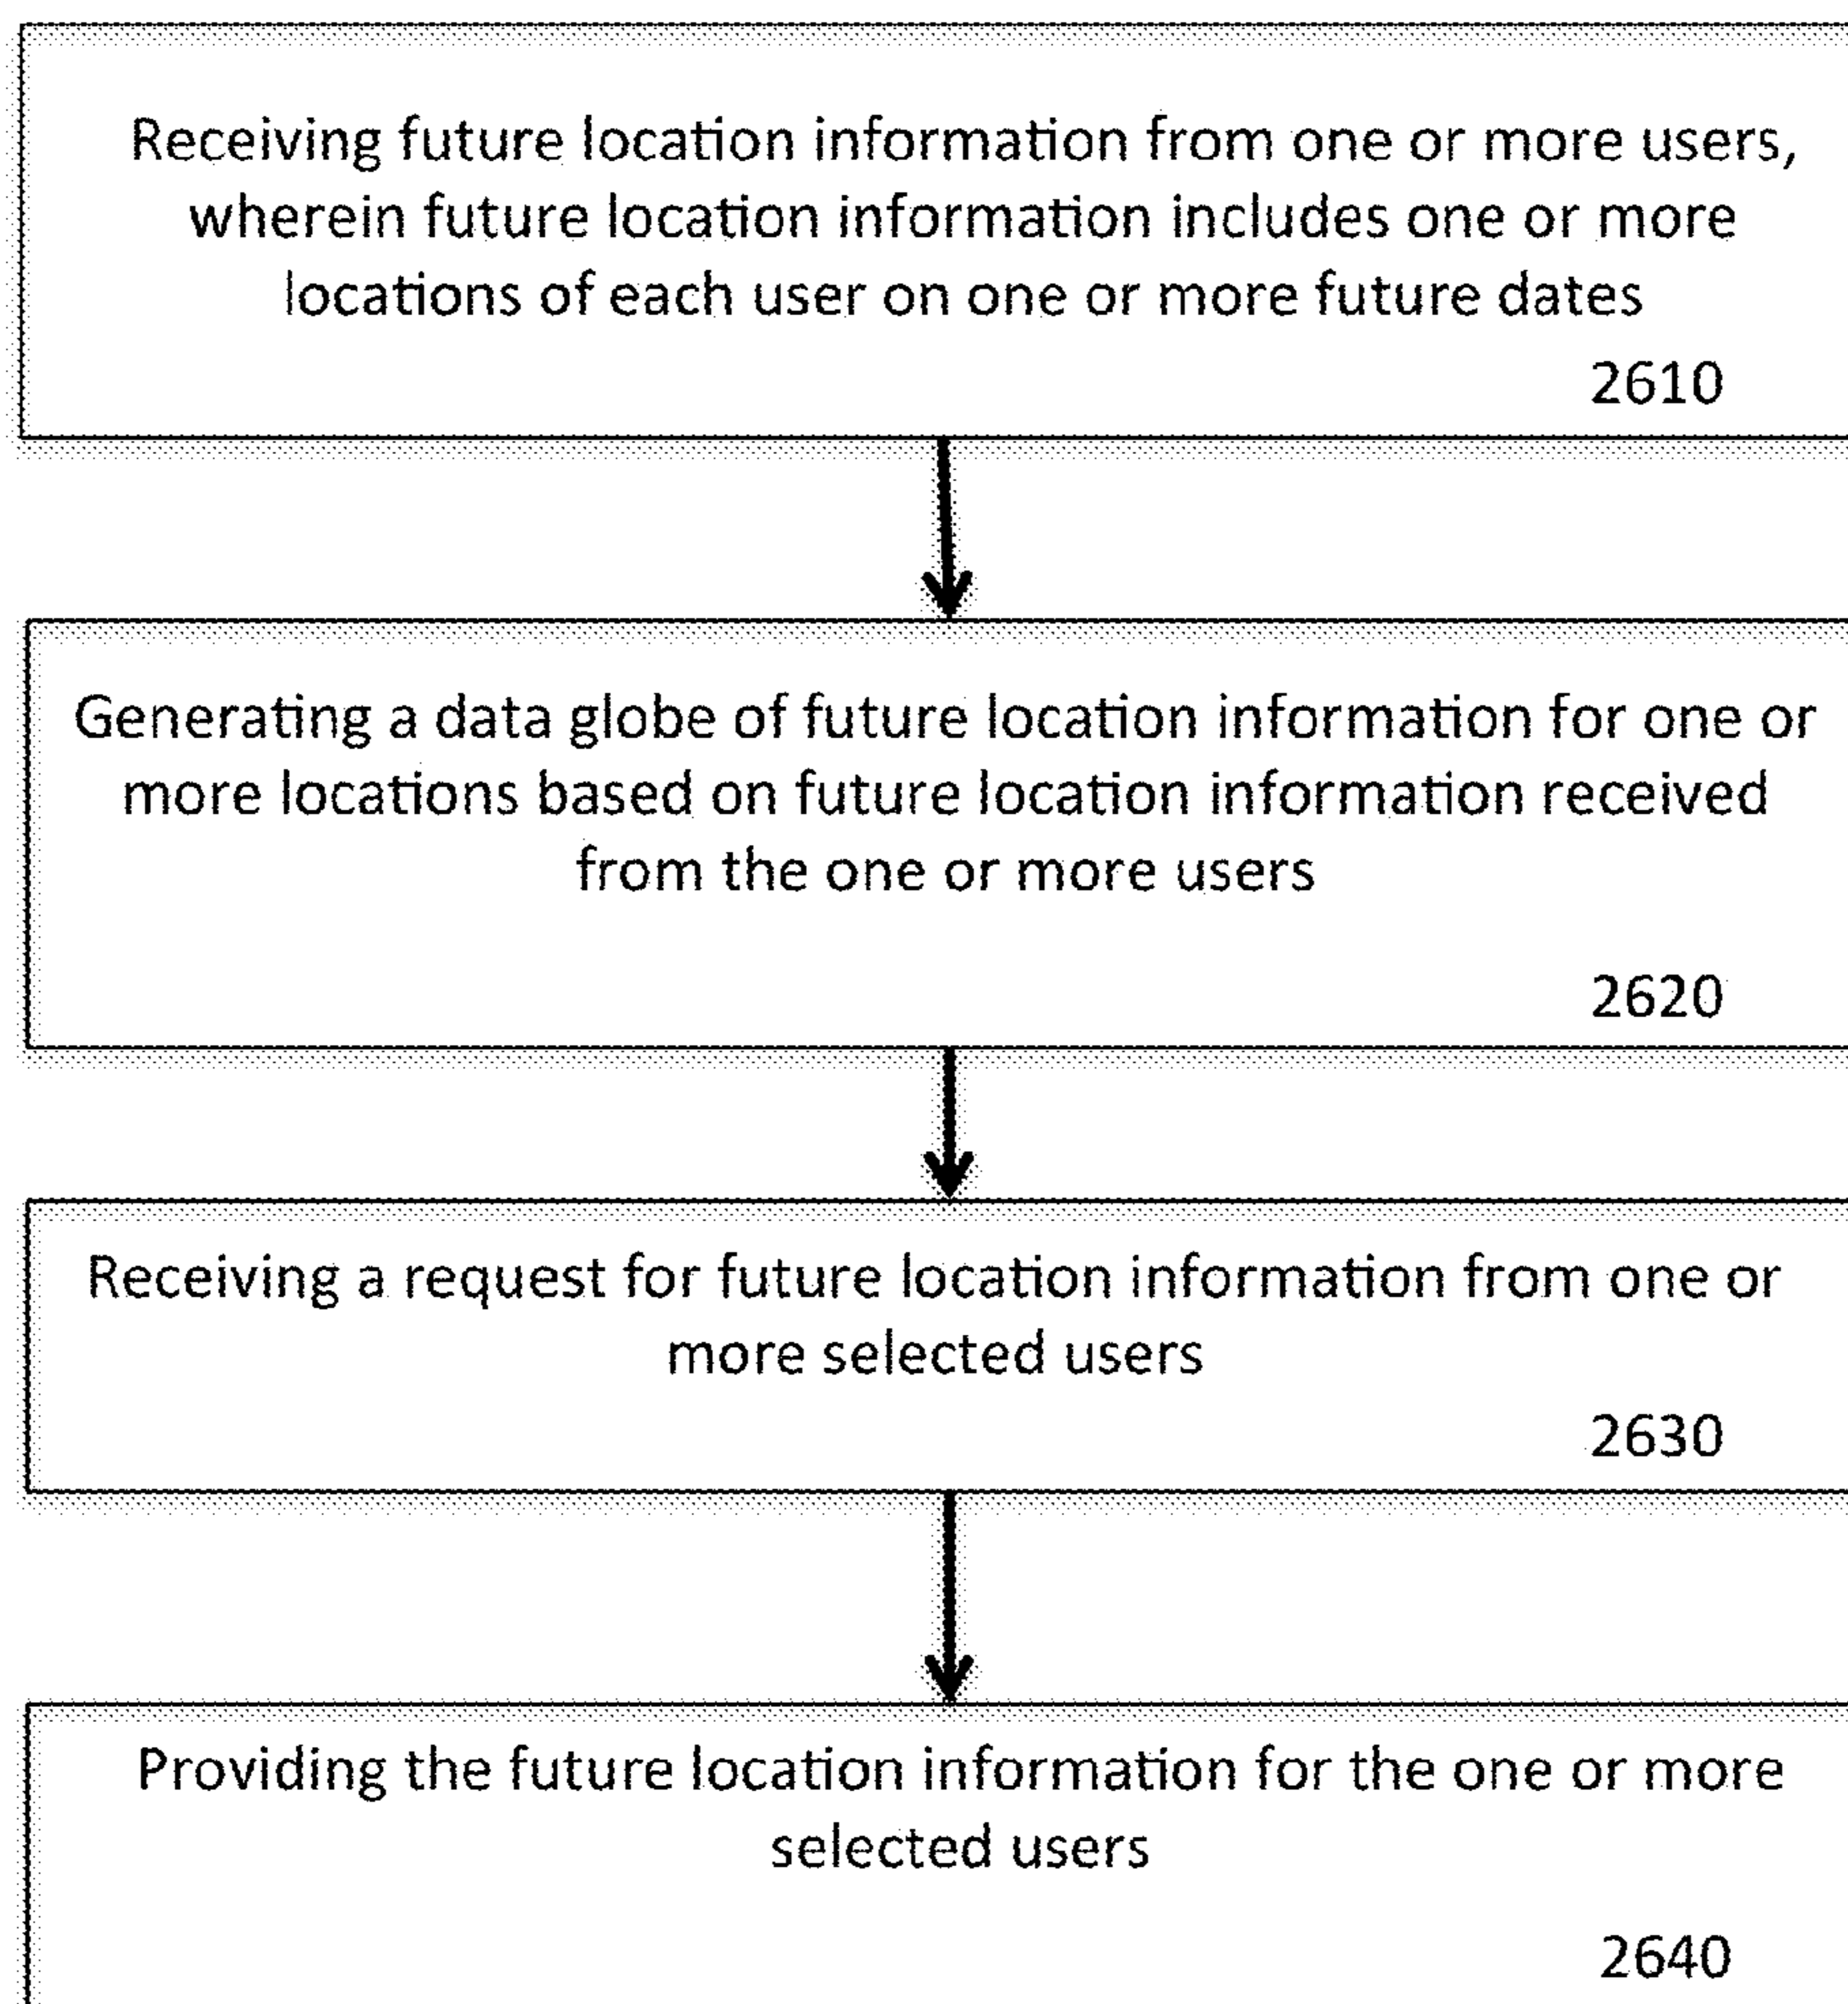 Receiving future location information from one or more users,
wherein future location information includes one or more
locations of each user on one or more future dates
2610
Generating a data globe of future location information for one or
more locations based on future location information received
from the one or more users
2620
Receiving a request for future location information from one or
more selected users
2630
Providing the future location information for the one or more
selected users
2640